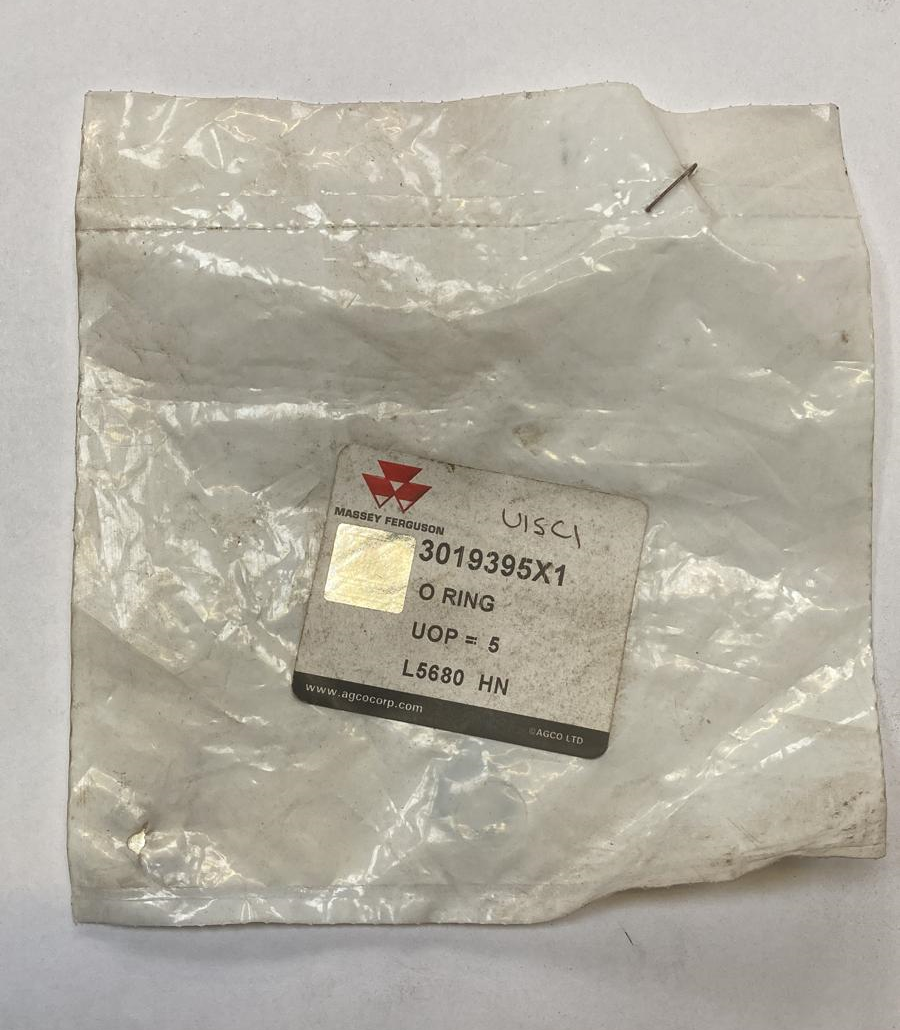 MASSEY FERGUSON
U1SC1
3019395X1
O RING
UOP = 5
L5680 HN
www.agcocorp.com
©AGCO LTD